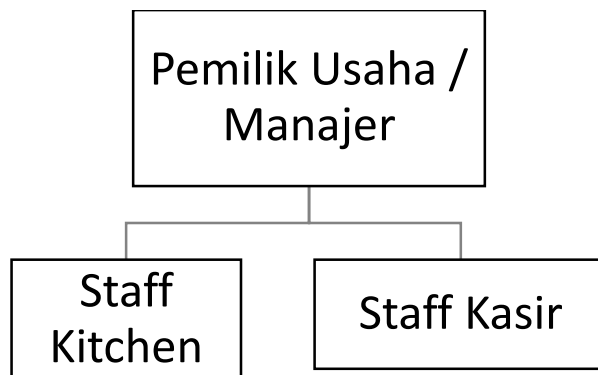 Pemilik Usaha /
Manajer
Staff
Kitchen
Staff Kasir